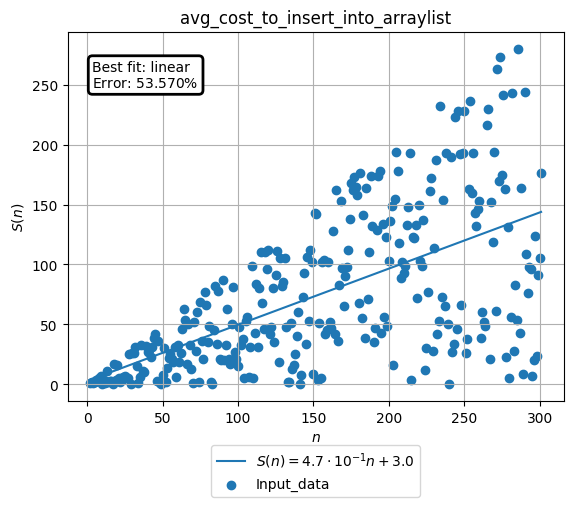 avg_cost_to_insert_into_arraylist
Best fit: linear
Error: 53.570%
250
200
150
100
50
0
S(n)
0 50 100 150 200 250 300
n
S(n) = 4.7 · 10⁻¹n + 3.0
Input_data